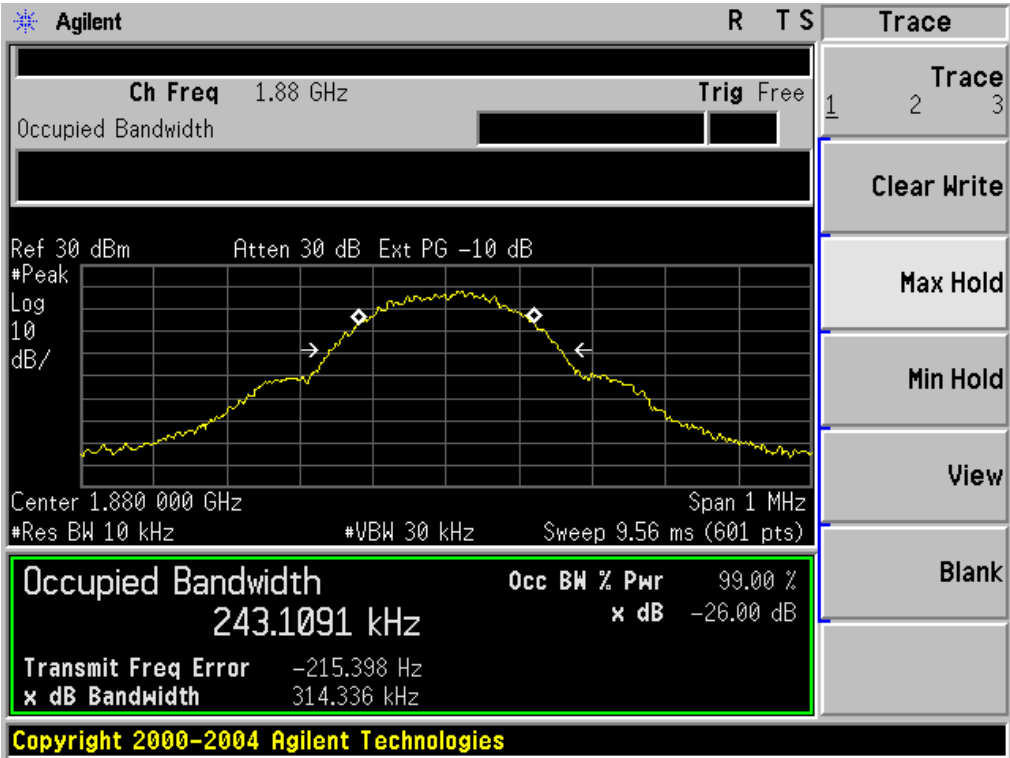 Agilent R T S Trace
Trace
1 2 3
Ch Freq 1.88 GHz Trig Free
Occupied Bandwidth
Clear Write
Ref 30 dBm Atten 30 dB Ext PG -10 dB
#Peak
Log
10
dB/
Max Hold
Min Hold
View
Center 1.880 000 GHz Span 1 MHz
#Res BW 10 kHz #VBW 30 kHz Sweep 9.56 ms (601 pts)
Blank
Occupied Bandwidth Occ BW % Pwr 99.00 %
243.1091 kHz x dB -26.00 dB
Transmit Freq Error -215.398 Hz
x dB Bandwidth 314.336 kHz
Copyright 2000-2004 Agilent Technologies